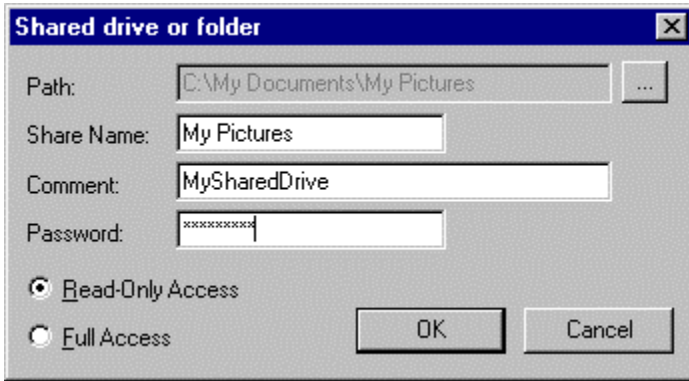 Shared drive or folder
Path: C:\My Documents\My Pictures ...
Share Name: My Pictures
Comment: MySharedDrive
Password: *********
Read-Only Access
Full Access
OK Cancel